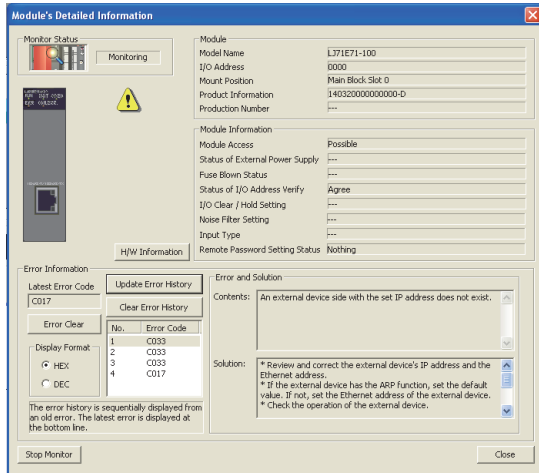 Module's Detailed Information
Monitor Status
Monitoring
H/W Information
Module
Model Name LJ71E71-100
I/O Address 0000
Mount Position Main Block Slot 0
Product Information 140320000000000-D
Production Number ---
Module Information
Module Access Possible
Status of External Power Supply ---
Fuse Blown Status ---
Status of I/O Address Verify Agree
I/O Clear / Hold Setting ---
Noise Filter Setting ---
Input Type ---
Remote Password Setting Status Nothing
Error Information
Latest Error Code
C017
Error Clear
Display Format
HEX
DEC
Update Error History
Clear Error History
No. Error Code
1 C033
2 C033
3 C033
4 C017
The error history is sequentially displayed from
an old error. The latest error is displayed at
the bottom line.
Error and Solution
Contents: An external device side with the set IP address does not exist.
Solution: * Review and correct the external device's IP address and the
Ethernet address.
* If the external device has the ARP function, set the default
value. If not, set the Ethernet address of the external device.
* Check the operation of the external device.
Stop Monitor
Close